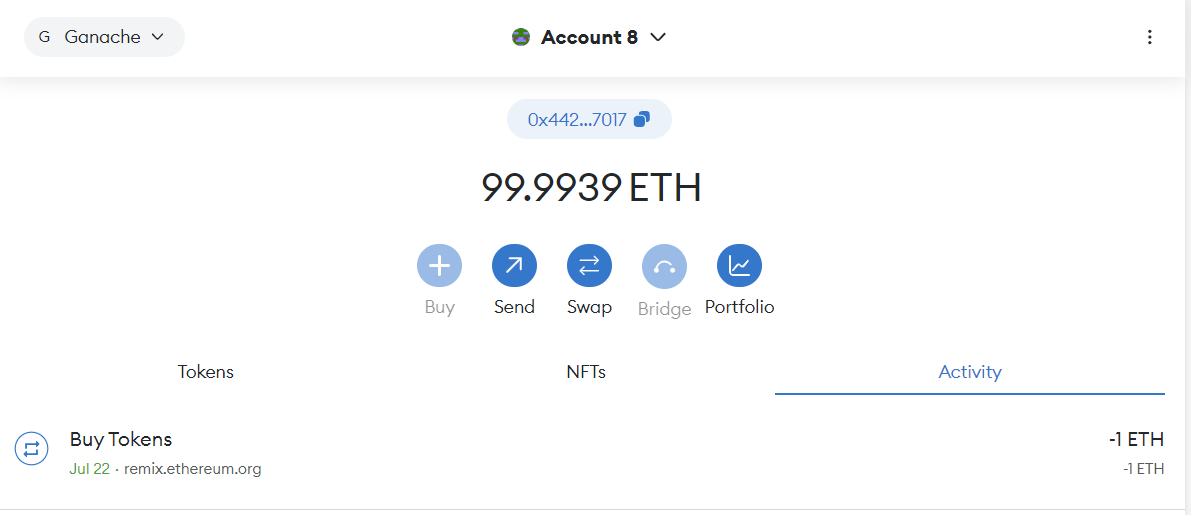 G Ganache
Account 8
0x442...7017
99.9939 ETH
Buy Send Swap Bridge Portfolio
Tokens NFTs Activity
Buy Tokens -1 ETH
Jul 22 · remix.ethereum.org -1 ETH